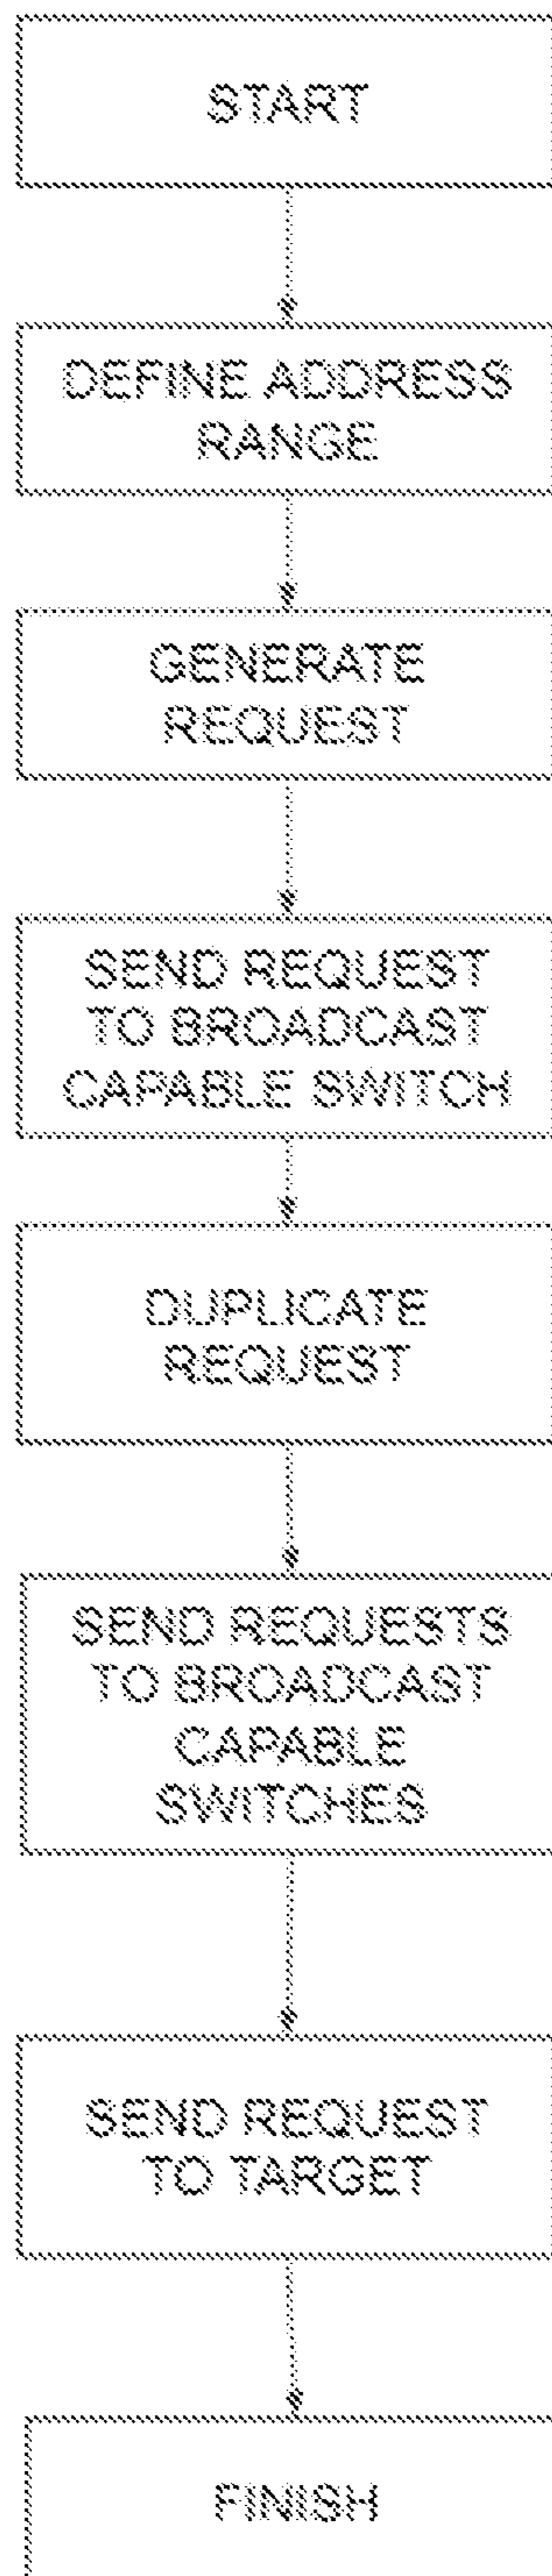 START
DEFINE ADDRESS
RANGE
GENERATE
REQUEST
SEND REQUEST
TO BROADCAST
CAPABLE SWITCH
DUPLICATE
REQUEST
SEND REQUESTS
TO BROADCAST
CAPABLE
SWITCHES
SEND REQUEST
TO TARGET
FINISH